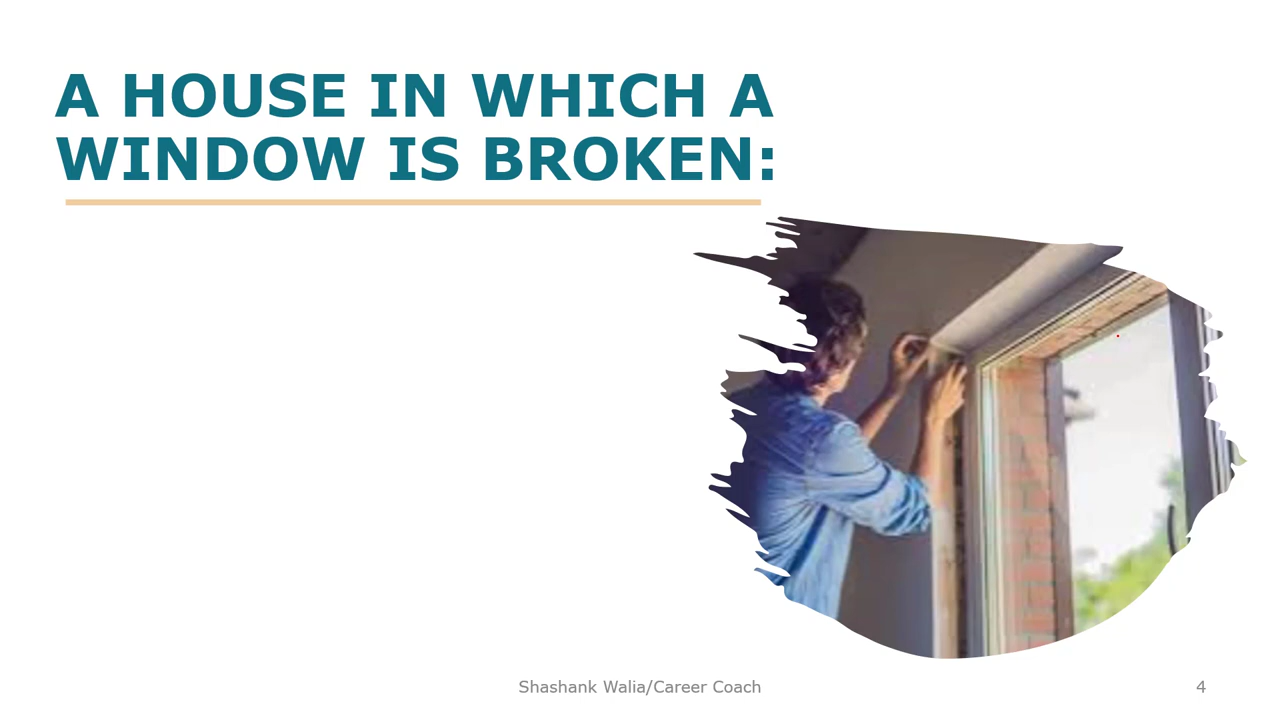 A HOUSE IN WHICH A
WINDOW IS BROKEN:
Shashank Walia/Career Coach
4